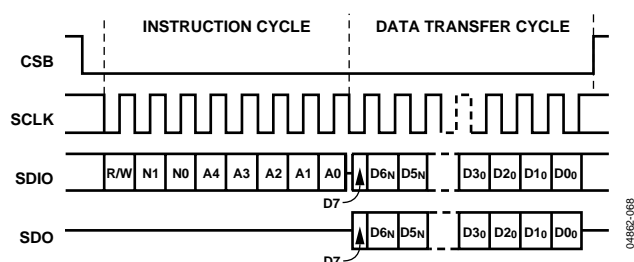 INSTRUCTION CYCLE DATA TRANSFER CYCLE
CSB
SCLK
SDIO R/W N1 N0 A4 A3 A2 A1 A0 D6N D5N D30 D20 D10 D00
D7
SDO D6N D5N D30 D20 D10 D00
D7
04862-068